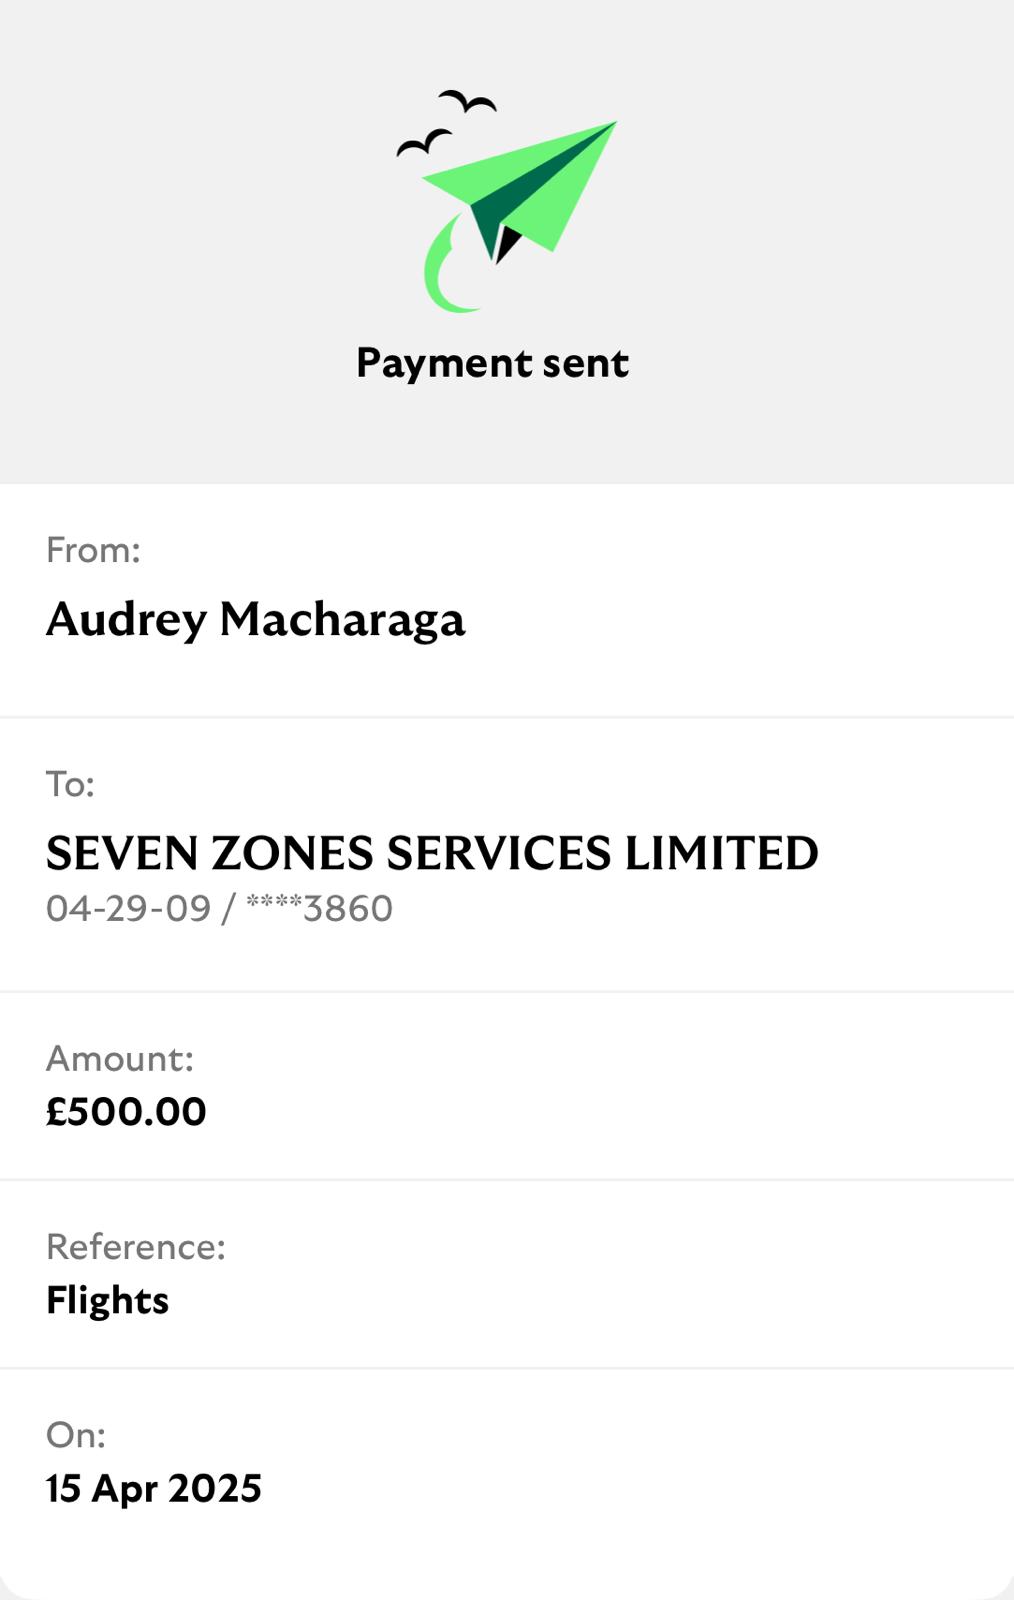 Payment sent
From:
Audrey Macharaga
To:
SEVEN ZONES SERVICES LIMITED
04-29-09 / ****3860
Amount:
£500.00
Reference:
Flights
On:
15 Apr 2025